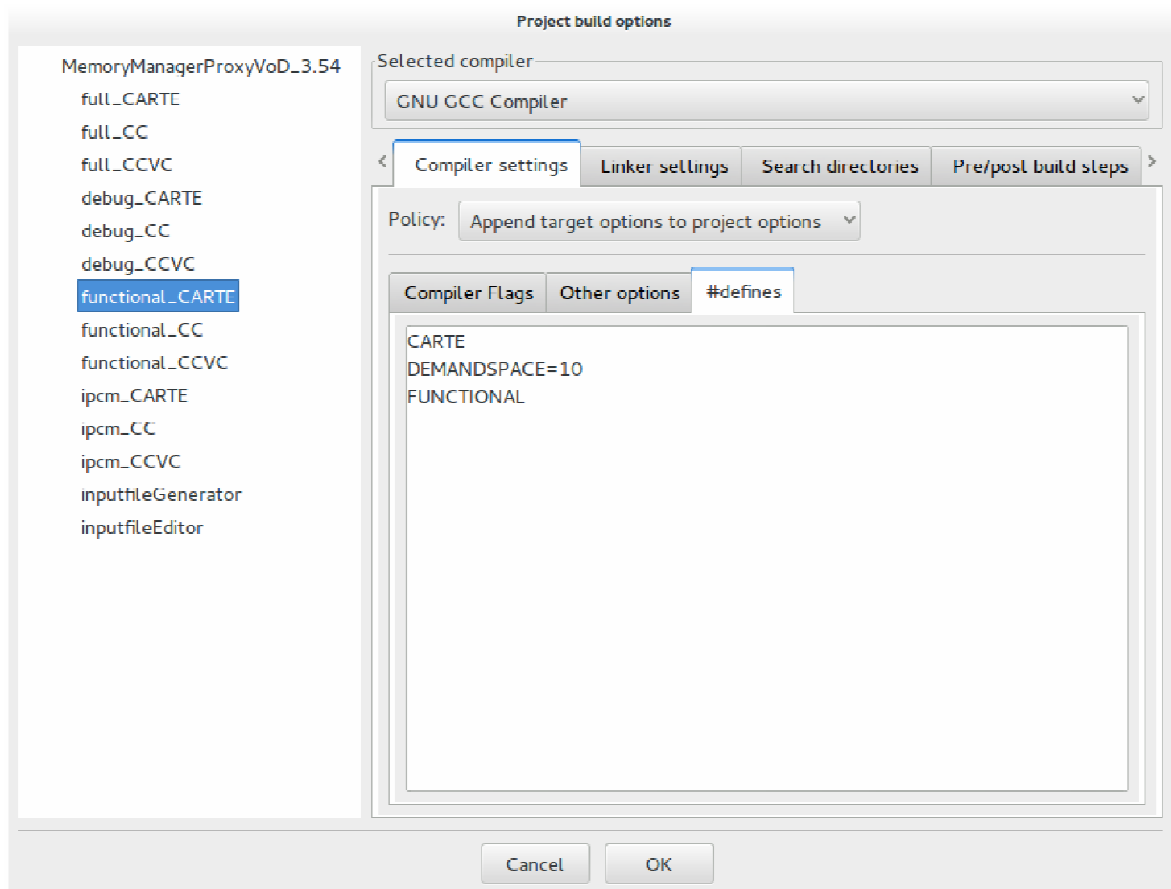 Project build options
MemoryManagerProxyVoD_3.54
full_CARTE
full_CC
full_CCVC
debug_CARTE
debug_CC
debug_CCVC
functional_CARTE
functional_CC
functional_CCVC
ipcm_CARTE
ipcm_CC
ipcm_CCVC
inputfileGenerator
inputfileEditor
Selected compiler
GNU GCC Compiler
Compiler settings
Linker settings
Search directories
Pre/post build steps
Policy:
Append target options to project options
Compiler Flags
Other options
#defines
CARTE
DEMANDSPACE=10
FUNCTIONAL
Cancel
OK